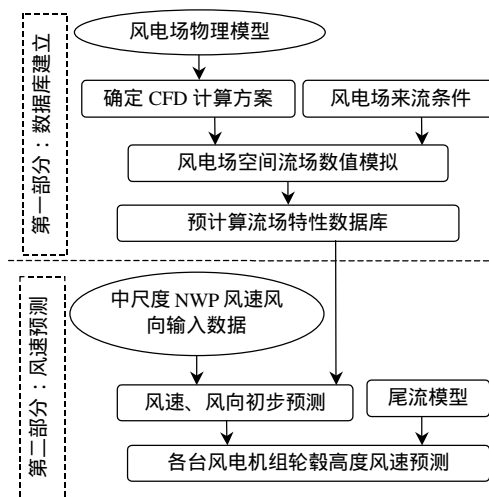 第一部分：数据库建立
风电场物理模型
确定 CFD 计算方案
风电场来流条件
风电场空间流场数值模拟
预计算流场特性数据库
第二部分：风速预测
中尺度 NWP 风速风
向输入数据
风速、风向初步预测
尾流模型
各台风电机组轮毂高度风速预测